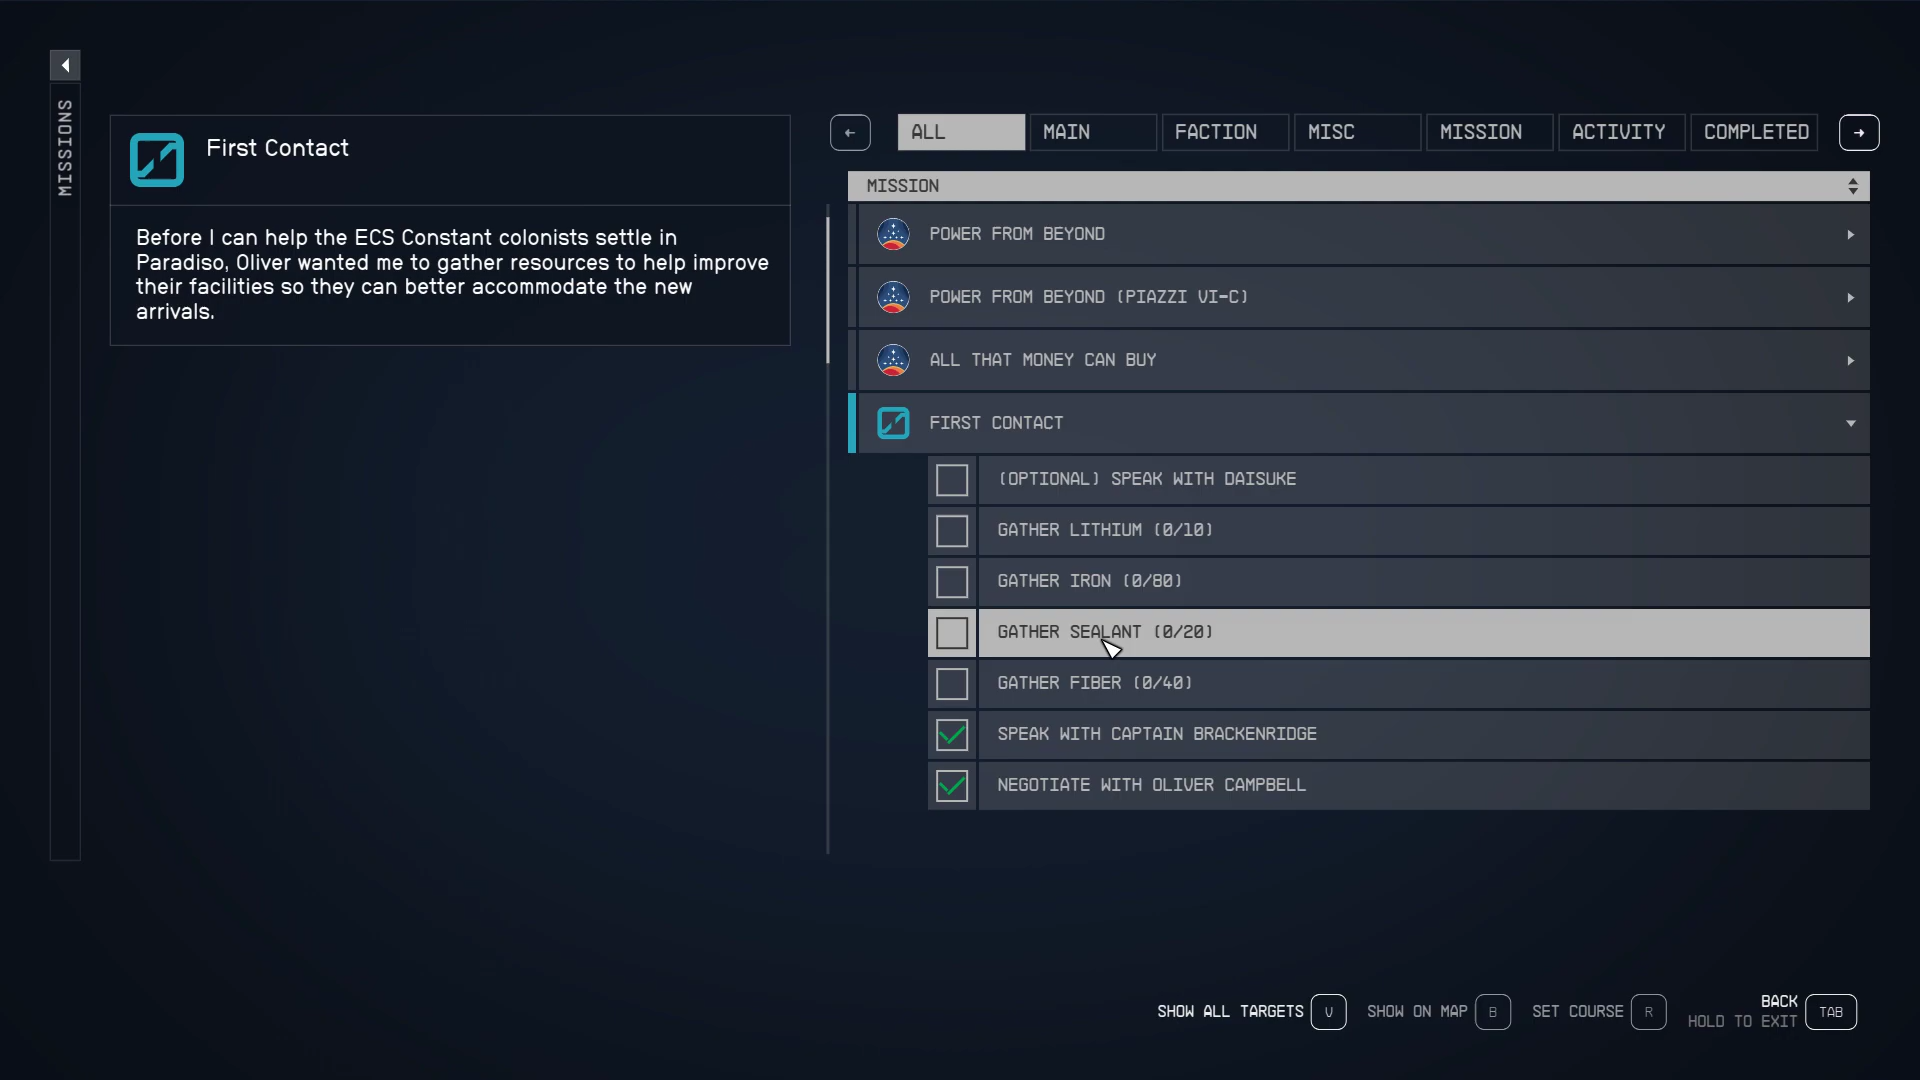 MISSIONS
First Contact
Before I can help the ECS Constant colonists settle in
Paradiso, Oliver wanted me to gather resources to help improve
their facilities so they can better accommodate the new
arrivals.
ALL MAIN FACTION MISC MISSION ACTIVITY COMPLETED
MISSION
POWER FROM BEYOND
POWER FROM BEYOND (PIAZZI VI-C)
ALL THAT MONEY CAN BUY
FIRST CONTACT
(OPTIONAL) SPEAK WITH DAISUKE
GATHER LITHIUM (0/10)
GATHER IRON (0/80)
GATHER SEALANT (0/20)
GATHER FIBER (0/40)
SPEAK WITH CAPTAIN BRACKENRIDGE
NEGOTIATE WITH OLIVER CAMPBELL
SHOW ALL TARGETS V SHOW ON MAP B SET COURSE R BACK TAB
HOLD TO EXIT